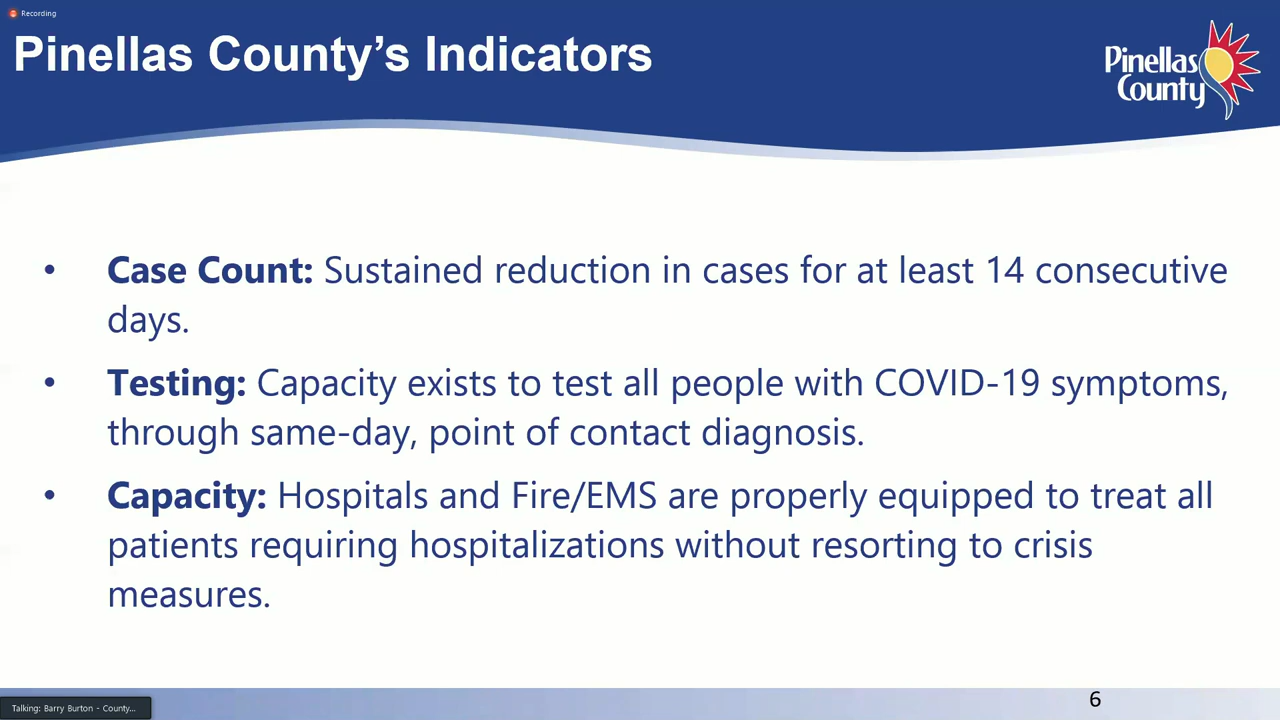 Recording
Pinellas County’s Indicators
Pinellas
County
• Case Count: Sustained reduction in cases for at least 14 consecutive
days.
• Testing: Capacity exists to test all people with COVID-19 symptoms,
through same-day, point of contact diagnosis.
• Capacity: Hospitals and Fire/EMS are properly equipped to treat all
patients requiring hospitalizations without resorting to crisis
measures.
6
Talking: Barry Burton - County...